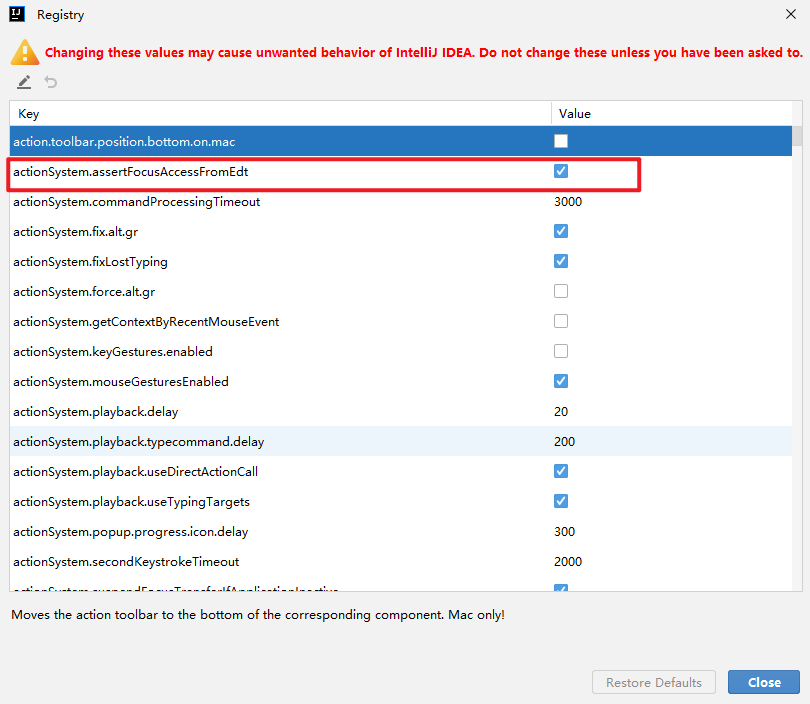 IJ Registry
Changing these values may cause unwanted behavior of IntelliJ IDEA. Do not change these unless you have been asked to.
Key Value
action.toolbar.position.bottom.on.mac
actionSystem.assertFocusAccessFromEdt
actionSystem.commandProcessingTimeout 3000
actionSystem.fix.alt.gr
actionSystem.fixLostTyping
actionSystem.force.alt.gr
actionSystem.getContextByRecentMouseEvent
actionSystem.keyGestures.enabled
actionSystem.mouseGesturesEnabled
actionSystem.playback.delay 20
actionSystem.playback.typecommand.delay 200
actionSystem.playback.useDirectActionCall
actionSystem.playback.useTypingTargets
actionSystem.popup.progress.icon.delay 300
actionSystem.secondKeystrokeTimeout 2000
actionSystem.suspendFocusTransferIfApplicationInactive
Moves the action toolbar to the bottom of the corresponding component. Mac only!
Restore Defaults Close